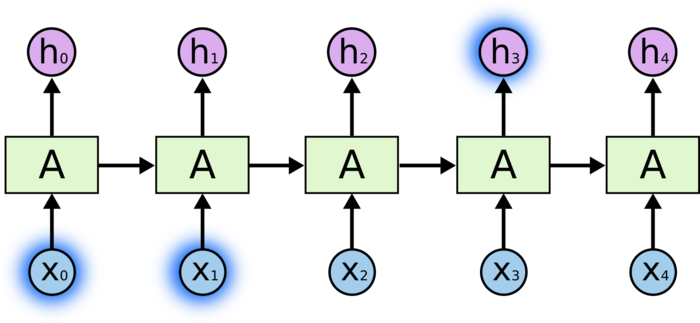 h₀ h₁ h₂ h₃ h₄
A A A A A
x₀ x₁ x₂ x₃ x₄